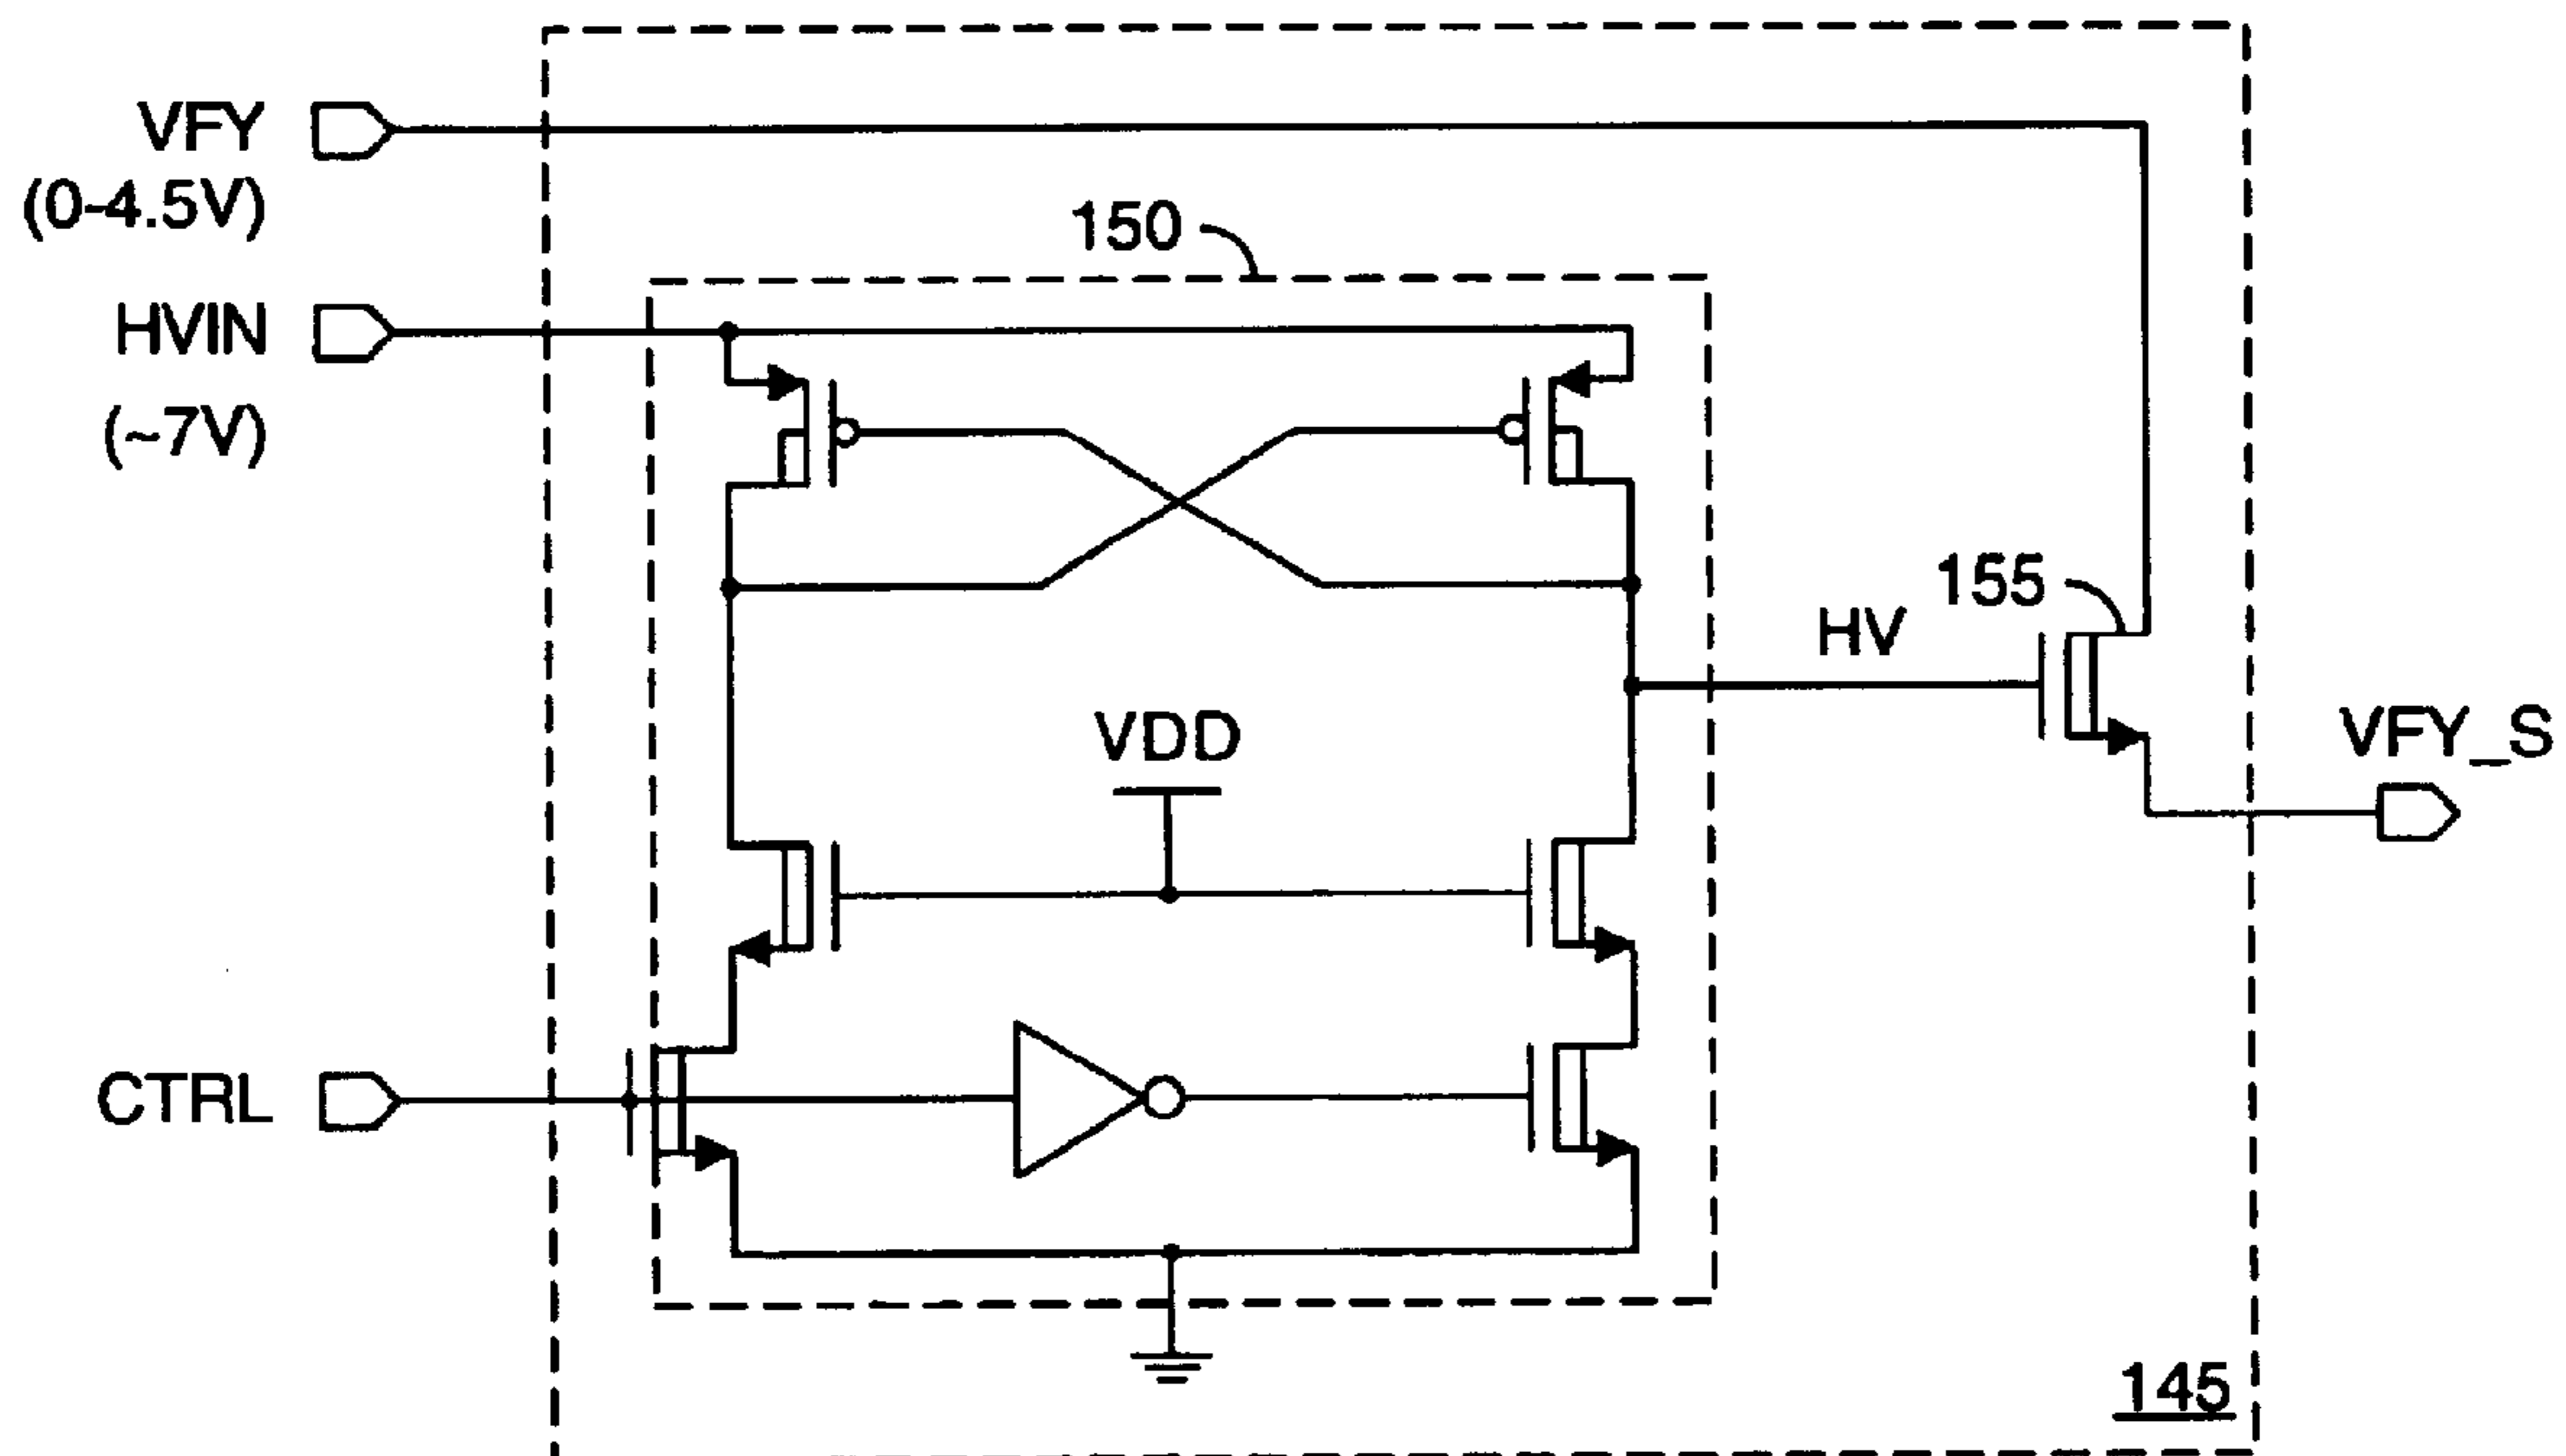 VFY
(0-4.5V)
150
HVIN
(~7V)
155
HV
VDD
VFY_S
CTRL
145